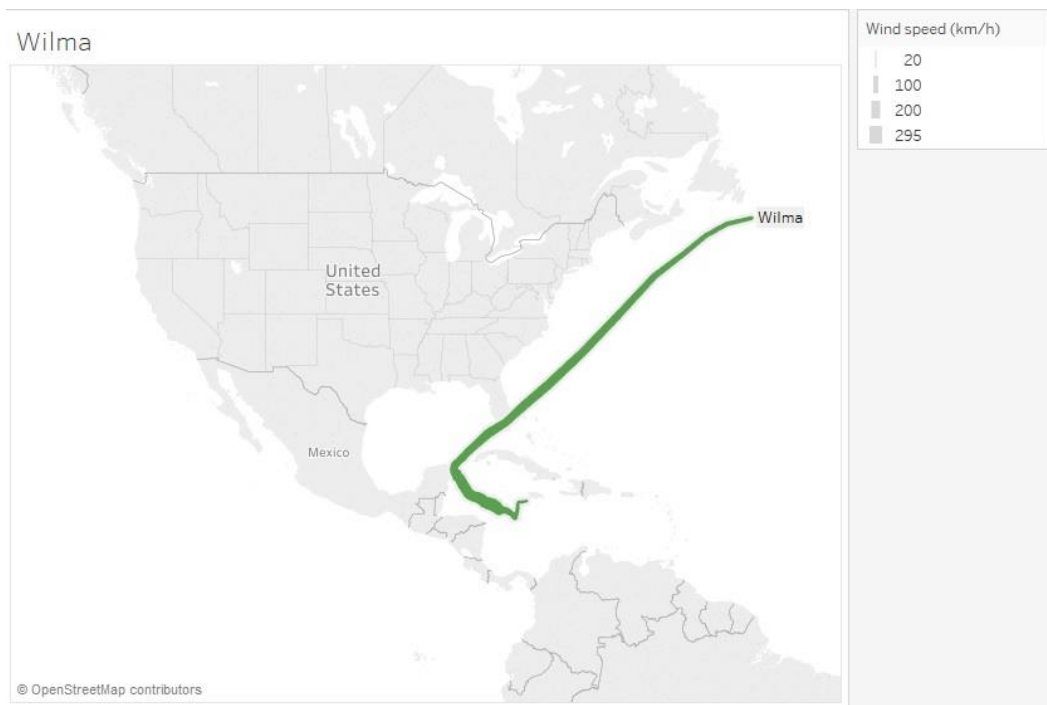 Wilma
Wind speed (km/h)
20
100
200
295
Wilma
United
States
Mexico
© OpenStreetMap contributors